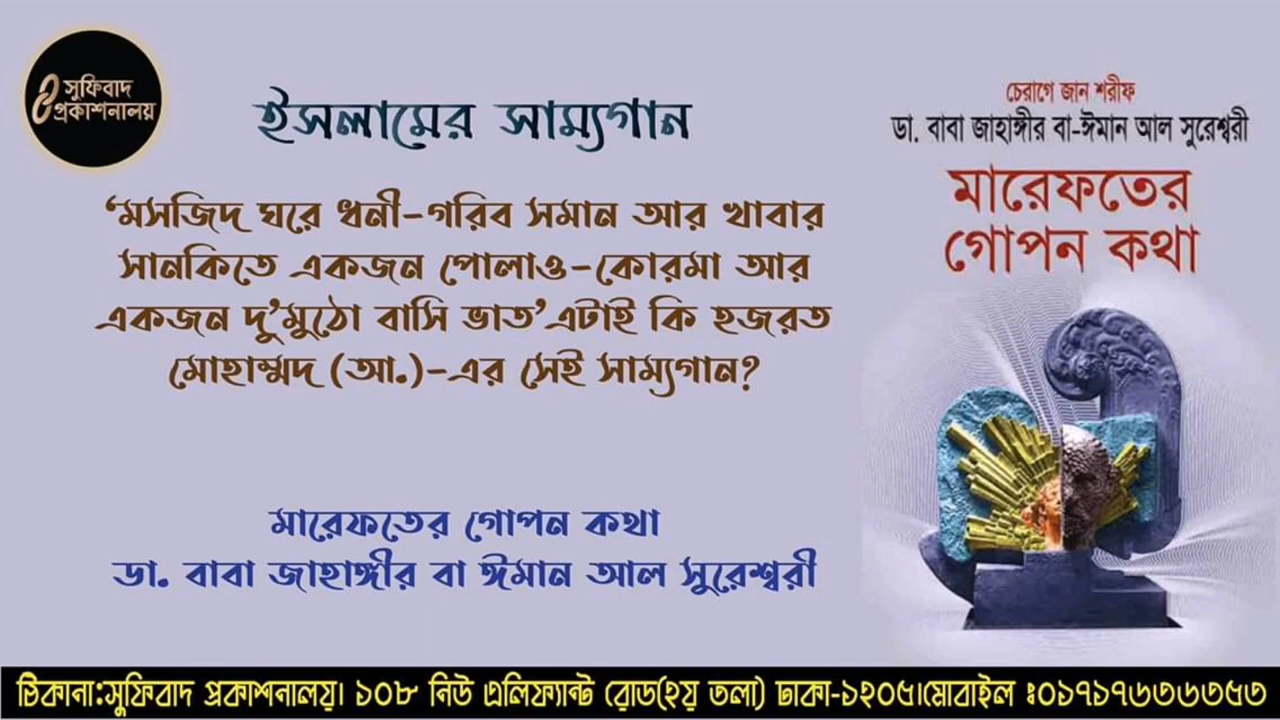 সুফিবাদ
প্রকাশনালয়
ইসলামের সাম্যগান
‘মসজিদ ঘরে ধনী-গরিব সমান আর খাবার
সানকিতে একজন পোলাও-কোরমা আর
একজন দু’মুঠো বাসি ভাত’এটাই কি হজরত
মোহাম্মদ (আ.)-এর সেই সাম্যগান?
মারেফতের গোপন কথা
ডা. বাবা জাহাঙ্গীর বা ঈমান আল সুরেশ্বরী
চেরাগে জান শরীফ
ডা. বাবা জাহাঙ্গীর বা-ঈমান আল সুরেশ্বরী
মারেফতের
গোপন কথা
ঠিকানা:সুফিবাদ প্রকাশনালয়। ১০৮ নিউ এলিফ্যান্ট রোড(২য় তলা) ঢাকা-১২০৫।মোবাইল ঃ০১৭১৭৬৩৬৩৫৩